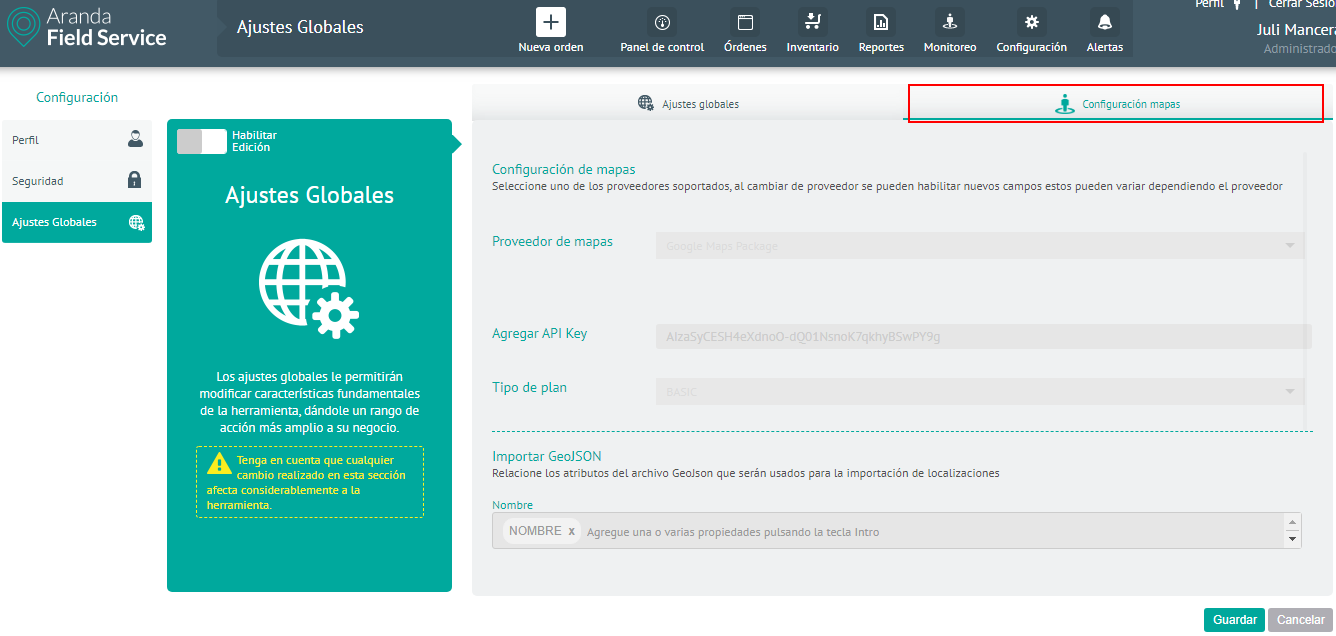 Aranda
Field Service
Ajustes Globales
Nueva orden
Panel de control
Órdenes
Inventario
Reportes
Monitoreo
Configuración
Alertas
Perfil
Cerrar Sesió
Juli Mancera
Administrado
Configuración
Perfil
Seguridad
Ajustes Globales
Habilitar
Edición
Ajustes Globales
Los ajustes globales le permitirán
modificar características fundamentales
de la herramienta, dándole un rango de
acción más amplio a su negocio.
Tenga en cuenta que cualquier
cambio realizado en esta sección
afecta considerablemente a la
herramienta.
Ajustes globales
Configuración mapas
Configuración de mapas
Seleccione uno de los proveedores soportados, al cambiar de proveedor se pueden habilitar nuevos campos estos pueden variar dependiendo el proveedor
Proveedor de mapas
Google Maps Package
Agregar API Key
Tipo de plan
BASIC
Importar GeoJSON
Relacione los atributos del archivo GeoJson que serán usados para la importación de localizaciones
Nombre
NOMBRE x Agregue una o varias propiedades pulsando la tecla Intro
Guardar
Cancelar